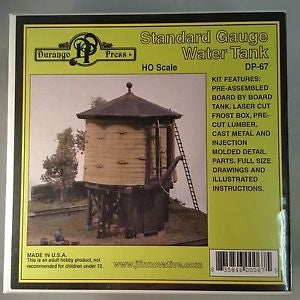 Durango Press
Standard Gauge
Water Tank
HO Scale
DP-67
KIT FEATURES:
PRE-ASSEMBLED
BOARD BY BOARD
TANK, LASER CUT
FROST BOX, PRE-
CUT LUMBER,
CAST METAL AND
INJECTION
MOLDED DETAIL
PARTS. FULL SIZE
DRAWINGS AND
ILLUSTRATED
INSTRUCTIONS.
MADE IN U.S.A.
This is an adult hobby product, not
recommended for children under 12.
www.jlinnovative.com